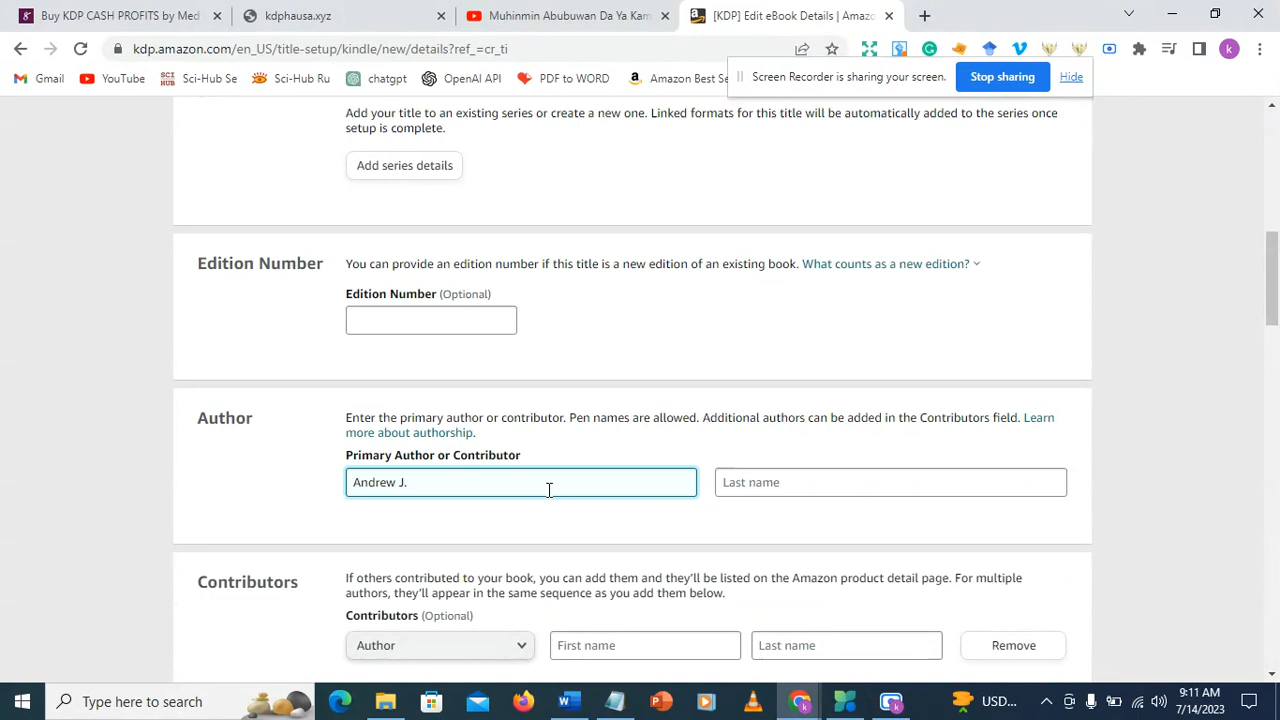 Buy KDP CASH PROFITS by Med
kdphausa.xyz
Muhinmin Abubuwan Da Ya Kam
[KDP] Edit eBook Details | Amazo
kdp.amazon.com/en_US/title-setup/kindle/new/details?ref_=cr_ti
k
Gmail
YouTube
SCI HUB
Sci-Hub Se
Sci-Hub Ru
chatgpt
OpenAI API
PDF to WORD
Amazon Best Se
Screen Recorder is sharing your screen.
Stop sharing
Hide
Add your title to an existing series or create a new one. Linked formats for this title will be automatically added to the series once
setup is complete.
Add series details
Edition Number
You can provide an edition number if this title is a new edition of an existing book. What counts as a new edition?
Edition Number (Optional)
Author
Enter the primary author or contributor. Pen names are allowed. Additional authors can be added in the Contributors field. Learn
more about authorship.
Primary Author or Contributor
Andrew J.
Last name
Contributors
If others contributed to your book, you can add them and they'll be listed on the Amazon product detail page. For multiple
authors, they'll appear in the same sequence as you add them below.
Contributors (Optional)
Author
First name
Last name
Remove
Type here to search
USD...
9:11 AM
7/14/2023